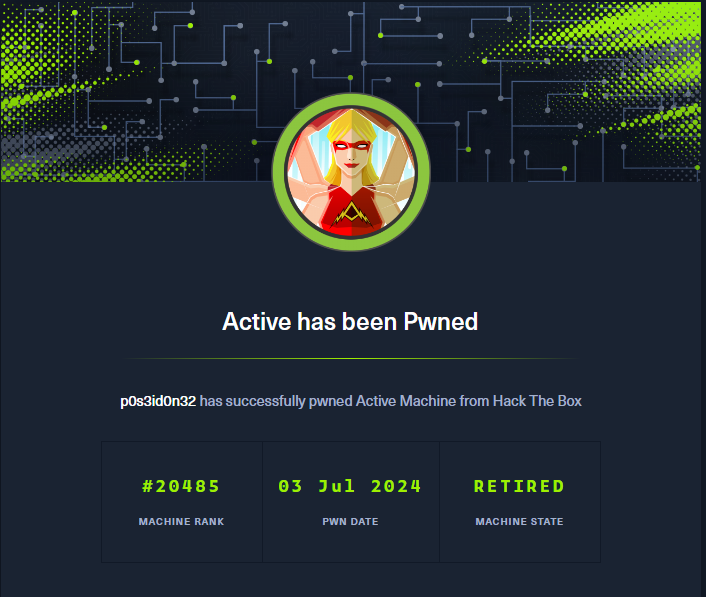 Active has been Pwned
p0s3id0n32 has successfully pwned Active Machine from Hack The Box
#20485
03 Jul 2024
RETIRED
MACHINE RANK
PWN DATE
MACHINE STATE